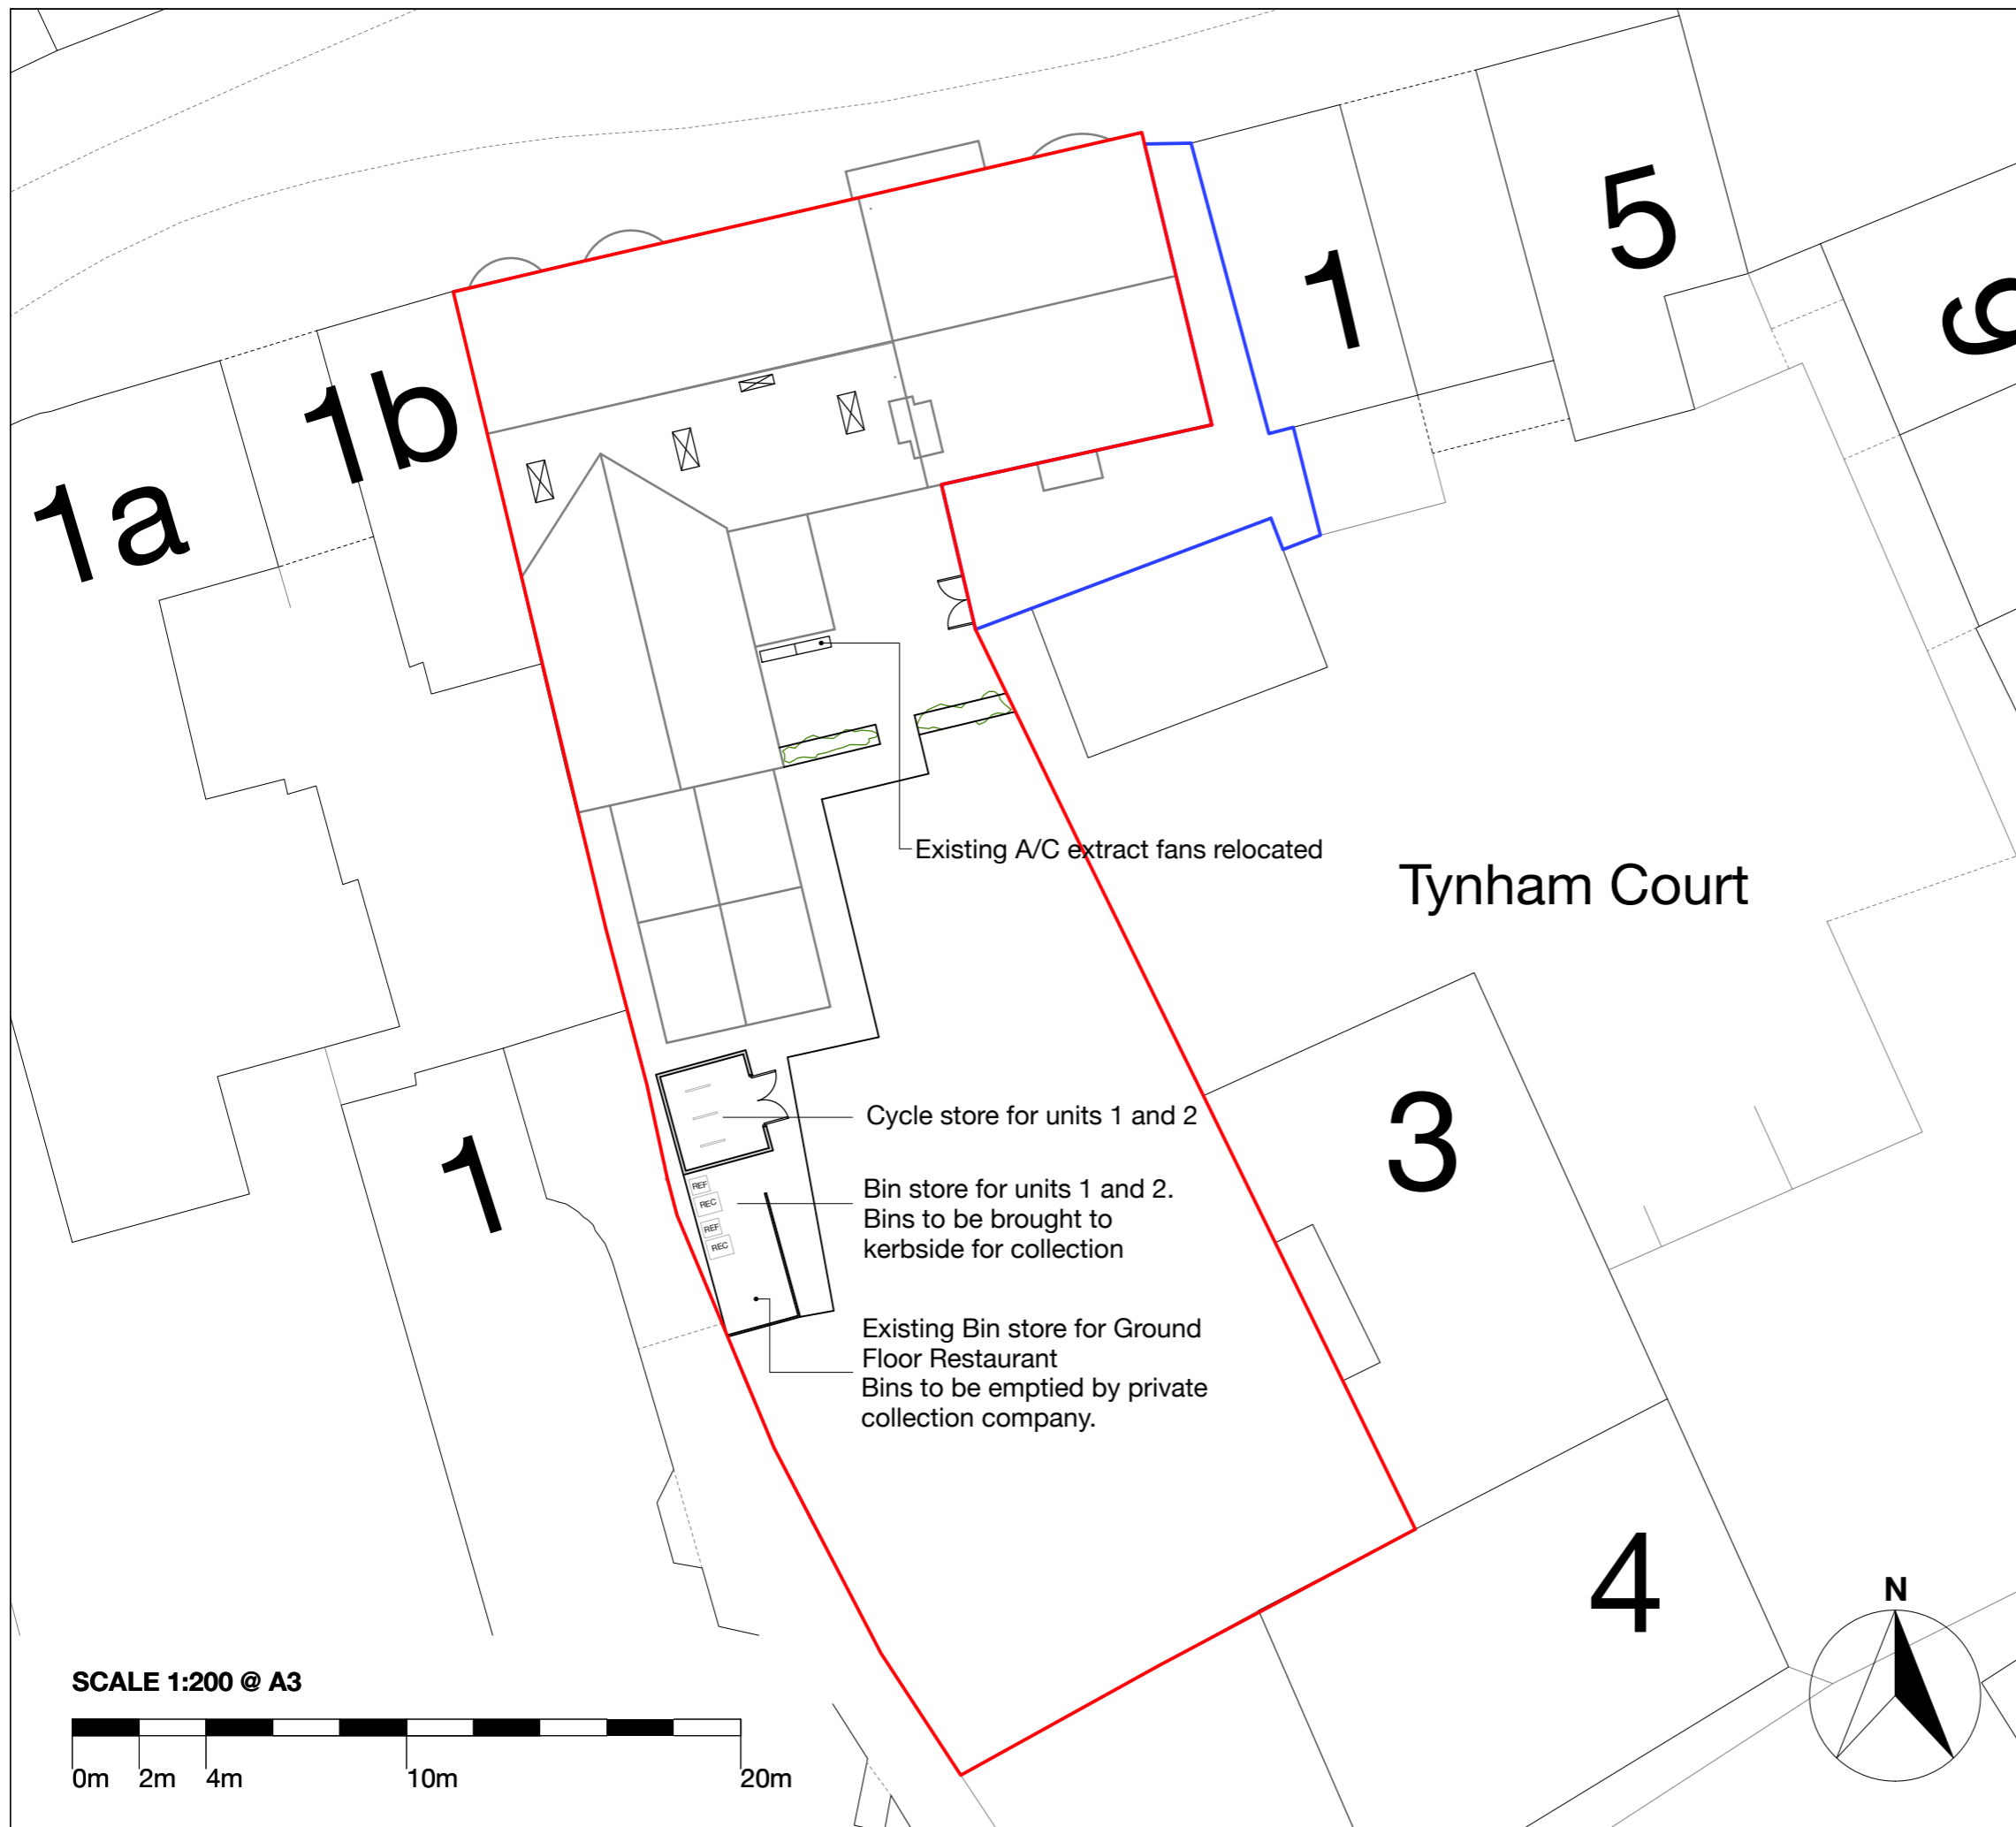 5
1
9
1b
1a
Existing A/C extract fans relocated
Tynham Court
Cycle store for units 1 and 2
3
1
REF
REC
REF
REC
Bin store for units 1 and 2.
Bins to be brought to
kerbside for collection
Existing Bin store for Ground
Floor Restaurant
Bins to be emptied by private
collection company.
4
N
SCALE 1:200 @ A3
0m 2m 4m 10m 20m